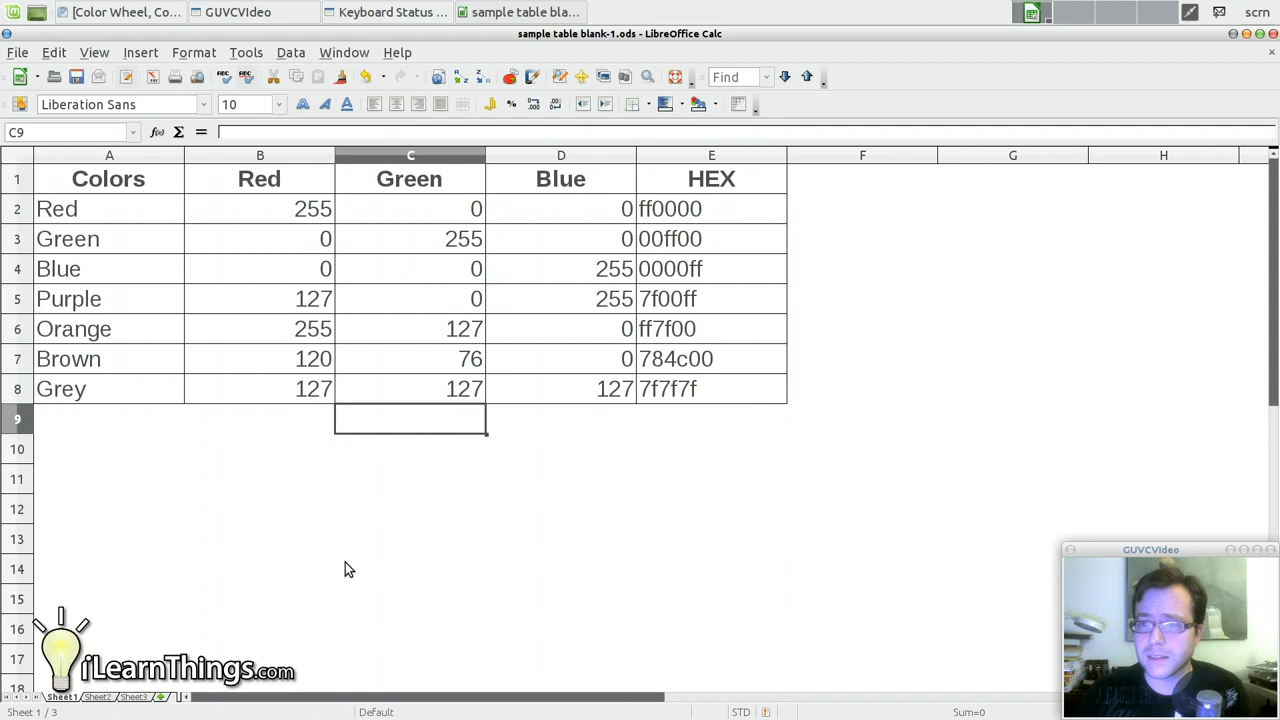 [Color Wheel, Co...
GUVCVIdeo
Keyboard Status ...
sample table bla...
scrn
sample table blank-1.ods - LibreOffice Calc
File Edit View Insert Format Tools Data Window Help
Find
Liberation Sans 10
C9
A B C D E F G H
1 Colors Red Green Blue HEX
2 Red 255 0 0 ff0000
3 Green 0 255 0 00ff00
4 Blue 0 0 255 0000ff
5 Purple 127 0 255 7f00ff
6 Orange 255 127 0 ff7f00
7 Brown 120 76 0 784c00
8 Grey 127 127 127 7f7f7f
9
10
11
12
13
GUVCVIdeo
14
15
16
17
iLearnThings.com
18
Sheet1 Sheet2 Sheet3
Sheet 1 / 3 Default STD Sum=0